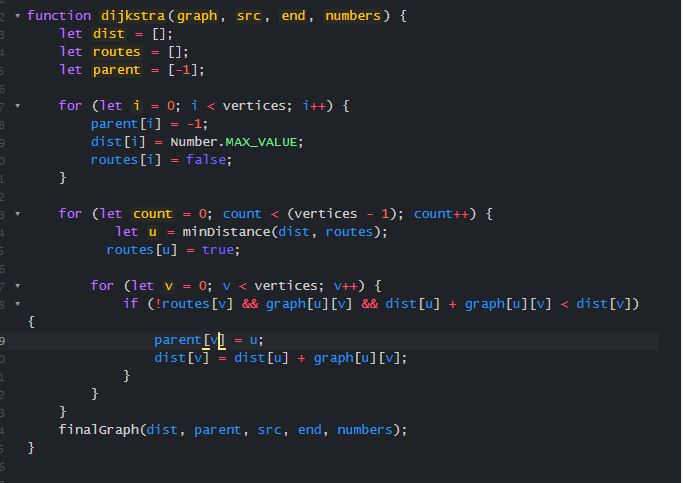 function dijkstra(graph, src, end, numbers) {
let dist = [];
let routes = [];
let parent = [-1];
for (let i = 0; i < vertices; i++) {
parent[i] = -1;
dist[i] = Number.MAX_VALUE;
routes[i] = false;
}
for (let count = 0; count < (vertices - 1); count++) {
let u = minDistance(dist, routes);
routes[u] = true;
for (let v = 0; v < vertices; v++) {
if (!routes[v] && graph[u][v] && dist[u] + graph[u][v] < dist[v])
{
parent[v] = u;
dist[v] = dist[u] + graph[u][v];
}
}
}
finalGraph(dist, parent, src, end, numbers);
}